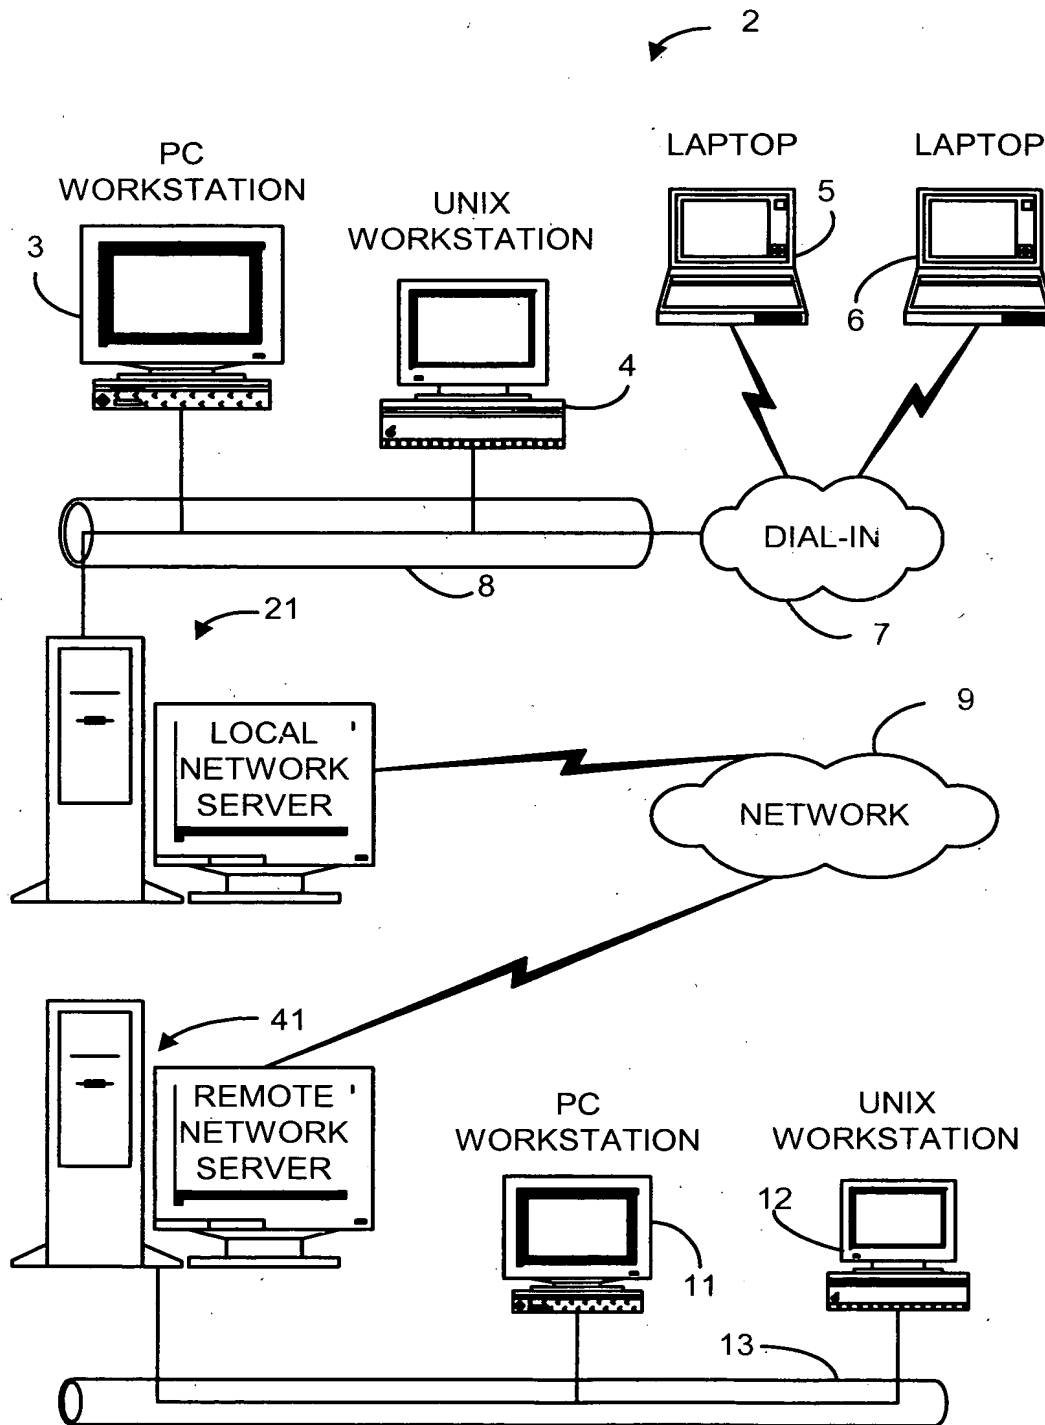 2
LAPTOP
LAPTOP
PC
WORKSTATION
UNIX
WORKSTATION
3
5
6
4
DIAL-IN
8
7
21
9
LOCAL
NETWORK
SERVER
NETWORK
41
REMOTE
NETWORK
SERVER
PC
WORKSTATION
UNIX
WORKSTATION
12
11
13